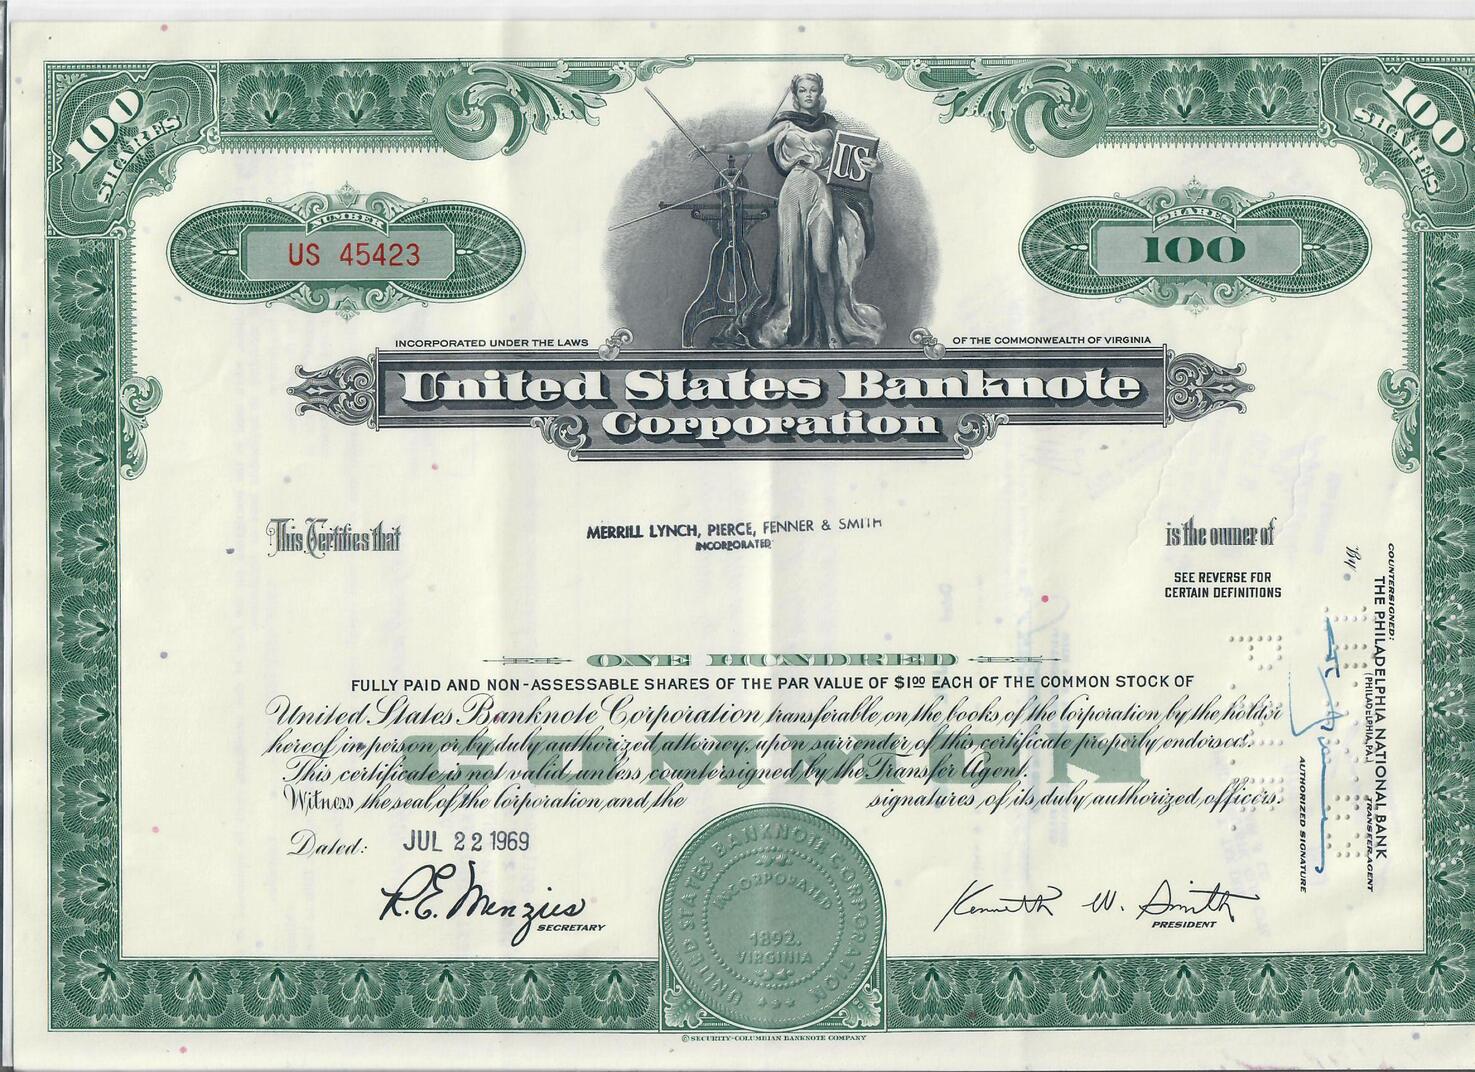 100 SHARES
100 SHARES
NUMBER
US 45423
US
SHARES
100
INCORPORATED UNDER THE LAWS
OF THE COMMONWEALTH OF VIRGINIA
United States Banknote
Corporation
This Certifies that
MERRILL LYNCH, PIERCE, FENNER & SMITH
INCORPORATED
is the owner of
SEE REVERSE FOR
CERTAIN DEFINITIONS
ONE HUNDRED
FULLY PAID AND NON-ASSESSABLE SHARES OF THE PAR VALUE OF $1.00 EACH OF THE COMMON STOCK OF
United States Banknote Corporation transferable on the books of the Corporation by the holder
hereof in person or by duly authorized attorney, upon surrender of this certificate properly endorsed.
COMMON
This certificate is not valid unless countersigned by the Transfer Agent.
Witness the seal of the Corporation and the signatures of its duly authorized officers.
Dated: JUL 22 1969
R.E. Menzies
SECRETARY
UNITED STATES BANKNOTE CORPORATION
INCORPORATED
1892.
VIRGINIA
Kenneth W. Smith
PRESIDENT
COUNTERSIGNED:
THE PHILADELPHIA NATIONAL BANK
(PHILADELPHIA, PA.)
TRANSFER AGENT
By
AUTHORIZED SIGNATURE
© SECURITY-COLUMBIAN BANKNOTE COMPANY